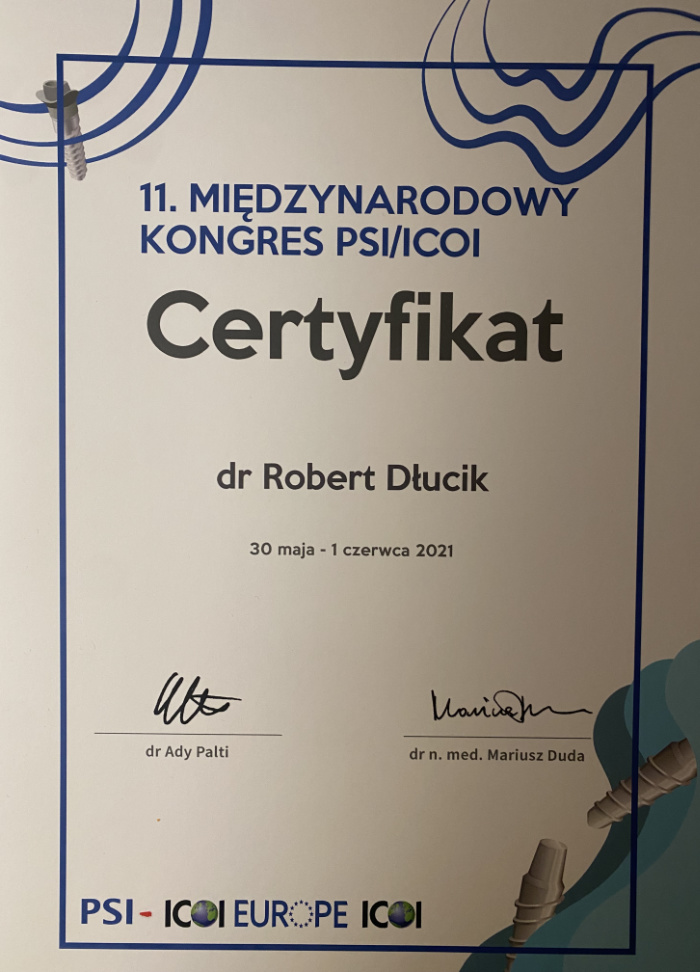 11. MIĘDZYNARODOWY
KONGRES PSI/ICOI
Certyfikat
dr Robert Dłucik
30 maja - 1 czerwca 2021
dr Ady Palti
dr n. med. Mariusz Duda
PSI ICOI EUROPE ICOI